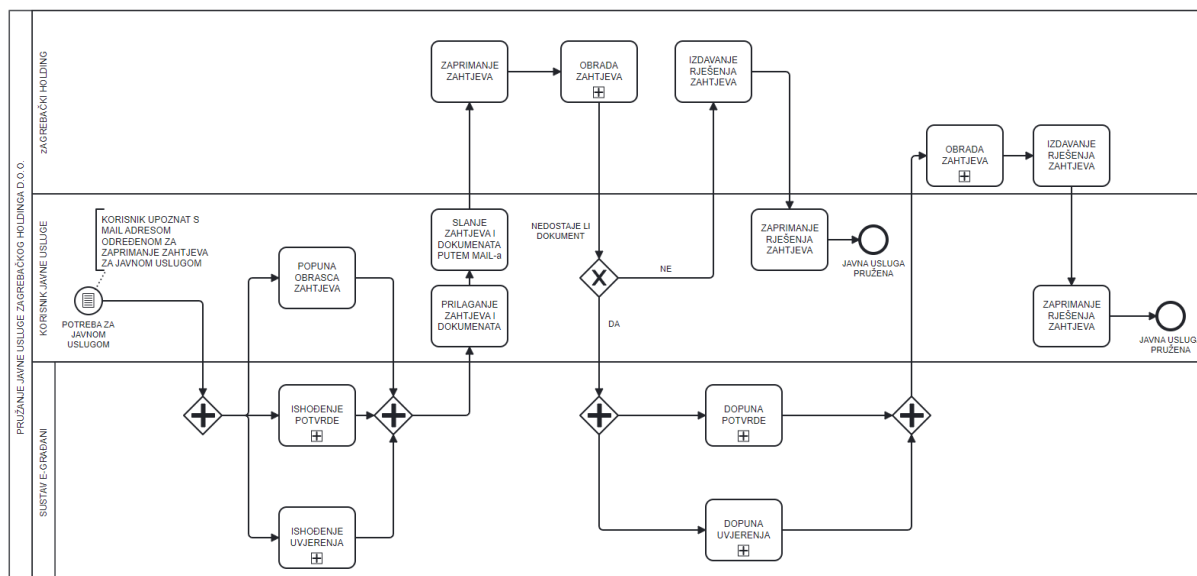 PRUŽANJE JAVNE USLUGE ZAGREBAČKOG HOLDINGA D.O.O.
zAGREBAČKI HOLDING
ZAPRIMANJE
ZAHTJEVA
OBRADA
ZAHTJEVA
IZDAVANJE
RJEŠENJA
ZAHTJEVA
OBRADA
ZAHTJEVA
IZDAVANJE
RJEŠENJA
ZAHTJEVA
KORISNIK JAVNE USLUGE
KORISNIK UPOZNAT S
MAIL ADRESOM
ODREĐENOM ZA
ZAPRIMANJE ZAHTJEVA
ZA JAVNOM USLUGOM
POTREBA ZA
JAVNOM
USLUGOM
POPUNA
OBRASCA
ZAHTJEVA
SLANJE
ZAHTJEVA I
DOKUMENATA
PUTEM MAIL-a
PRILAGANJE
ZAHTJEVA I
DOKUMENATA
NEDOSTAJE LI
DOKUMENT
NE
DA
ZAPRIMANJE
RJEŠENJA
ZAHTJEVA
JAVNA USLUGA
PRUŽENA
ZAPRIMANJE
RJEŠENJA
ZAHTJEVA
JAVNA USLUGA
PRUŽENA
SUSTAV E-GRAĐANI
ISHOĐENJE
POTVRDE
ISHOĐENJE
UVJERENJA
DOPUNA
POTVRDE
DOPUNA
UVJERENJA